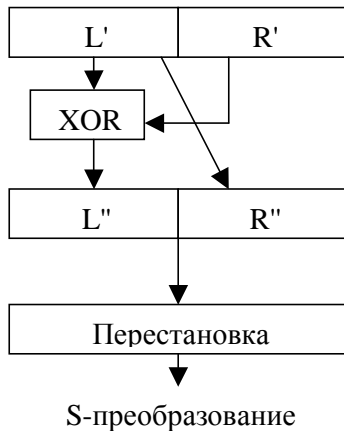 L' R'
XOR
L" R"
Перестановка
S-преобразование